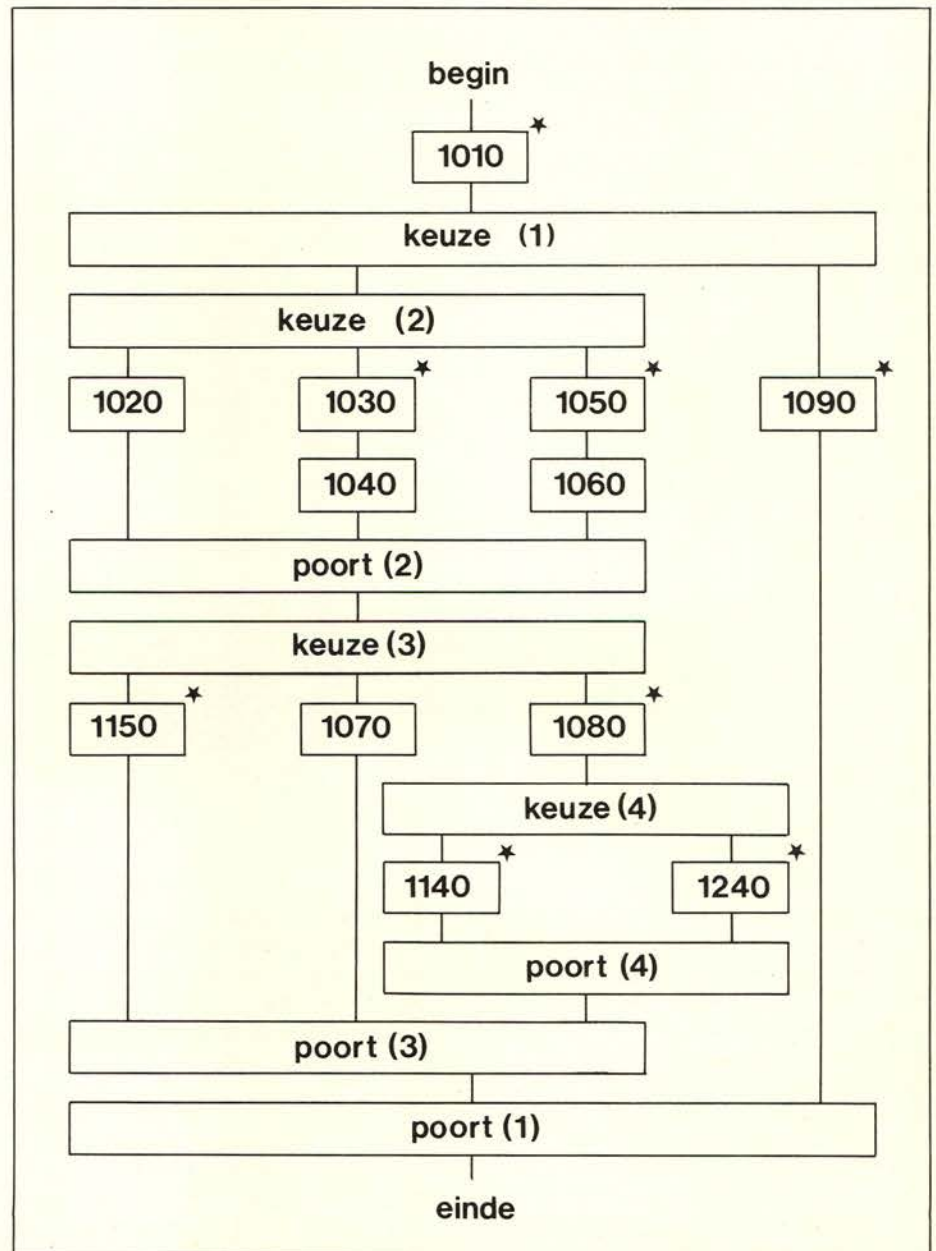 begin
1010 ★
keuze (1)
keuze (2)
1020 1030 ★ 1050 ★ 1090 ★
1040 1060
poort (2)
keuze (3)
1150 ★ 1070 1080 ★
keuze (4)
1140 ★ 1240 ★
poort (4)
poort (3)
poort (1)
einde